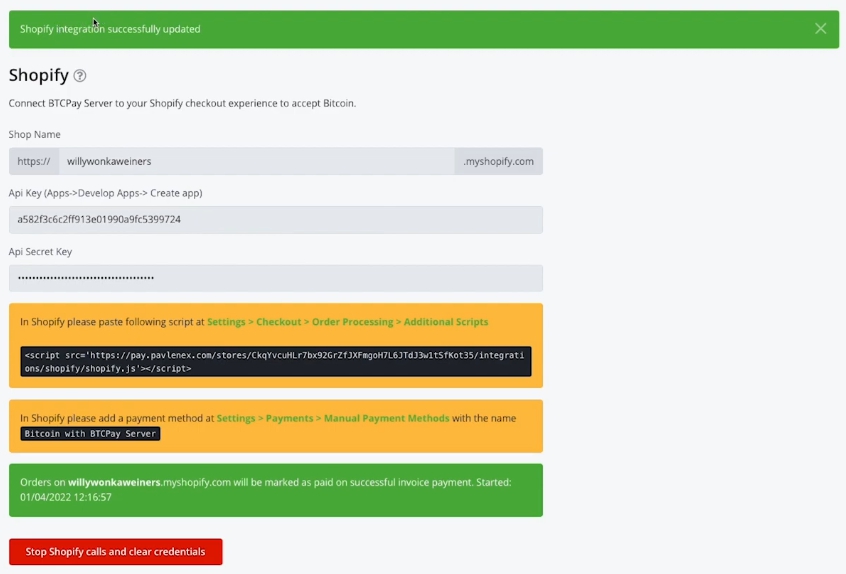 Shopify integration successfully updated
Shopify
Connect BTCPay Server to your Shopify checkout experience to accept Bitcoin.
Shop Name
https:// willywonkaweiners .myshopify.com
Api Key (Apps->Develop Apps-> Create app)
a582f3c6c2ff913e01990a9fc5399724
Api Secret Key
In Shopify please paste following script at Settings > Checkout > Order Processing > Additional Scripts
<script src='https://pay.pavlenex.com/stores/CkqYvcuHLr7bx92GrZfJXFmgoH7L6JTdJ3w1tSfKot35/integrati
ons/shopify/shopify.js'></script>
In Shopify please add a payment method at Settings > Payments > Manual Payment Methods with the name
Bitcoin with BTCPay Server
Orders on willywonkaweiners.myshopify.com will be marked as paid on successful invoice payment. Started:
01/04/2022 12:16:57
Stop Shopify calls and clear credentials